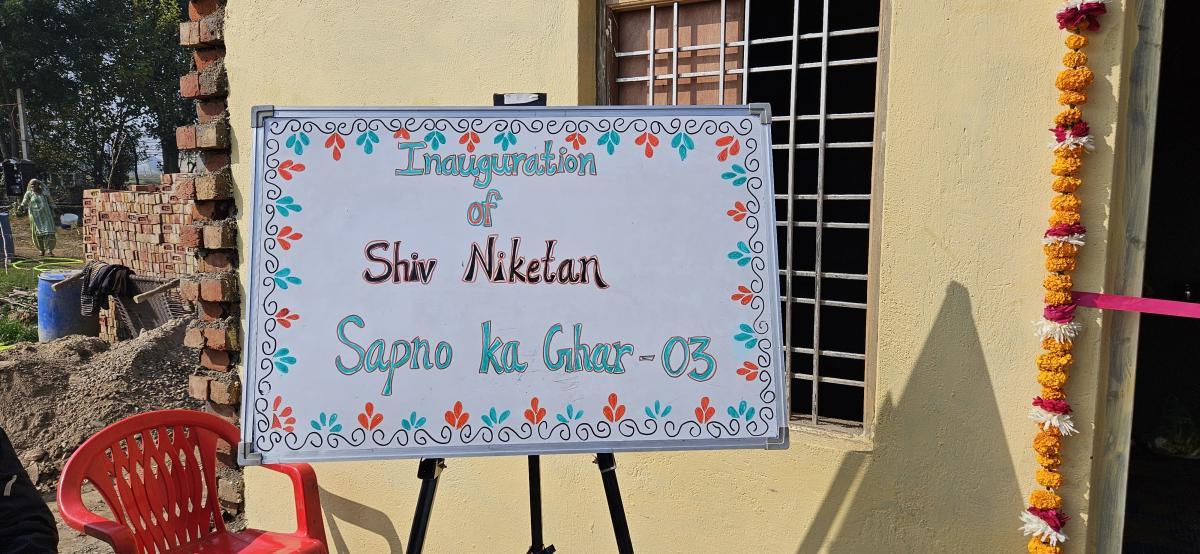 Inauguration
of
Shiv Niketan
Sapno ka Ghar-03